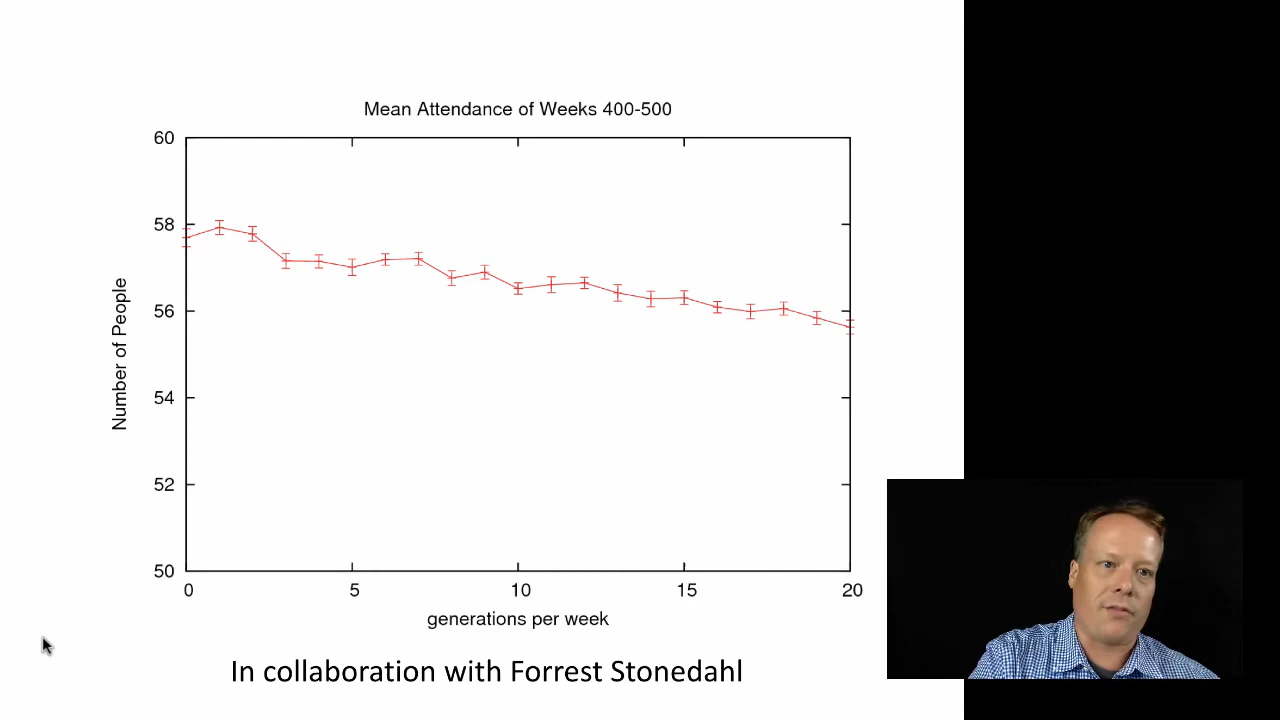 Mean Attendance of Weeks 400-500
60
58
56
54
52
50
Number of People
0 5 10 15 20
generations per week
In collaboration with Forrest Stonedahl